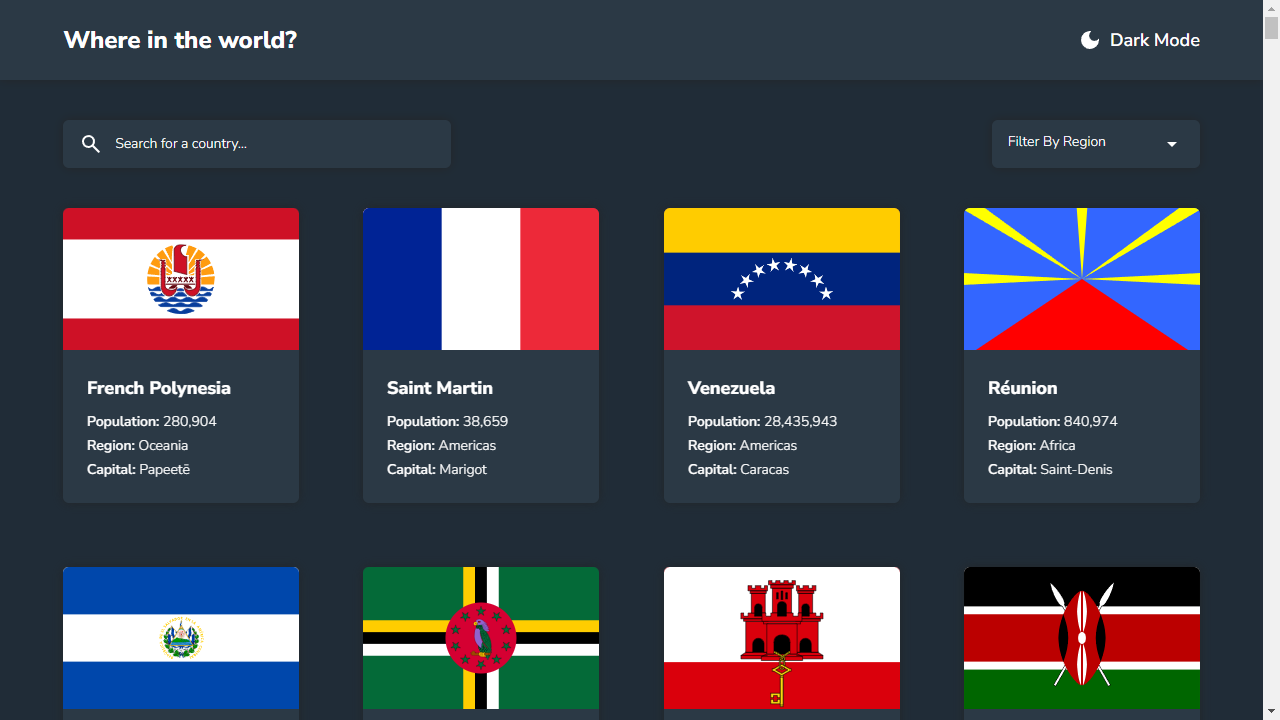 Where in the world?
Dark Mode
Search for a country...
Filter By Region
French Polynesia
Population: 280,904
Region: Oceania
Capital: Papeetē
Saint Martin
Population: 38,659
Region: Americas
Capital: Marigot
Venezuela
Population: 28,435,943
Region: Americas
Capital: Caracas
Réunion
Population: 840,974
Region: Africa
Capital: Saint-Denis